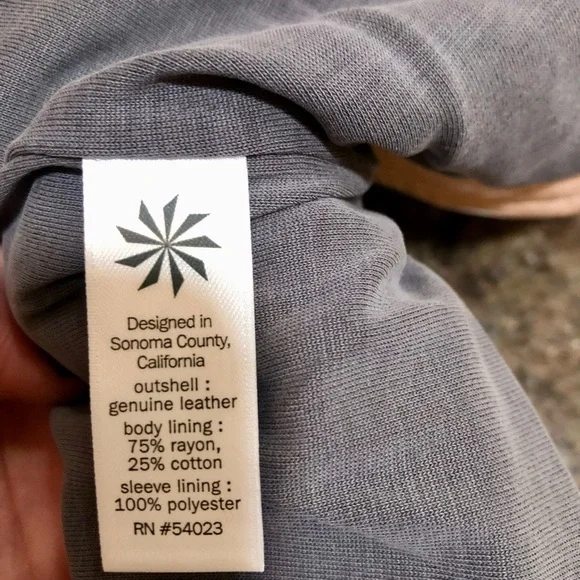 Designed in
Sonoma County,
California
outshell :
genuine leather
body lining :
75% rayon,
25% cotton
sleeve lining :
100% polyester
RN #54023